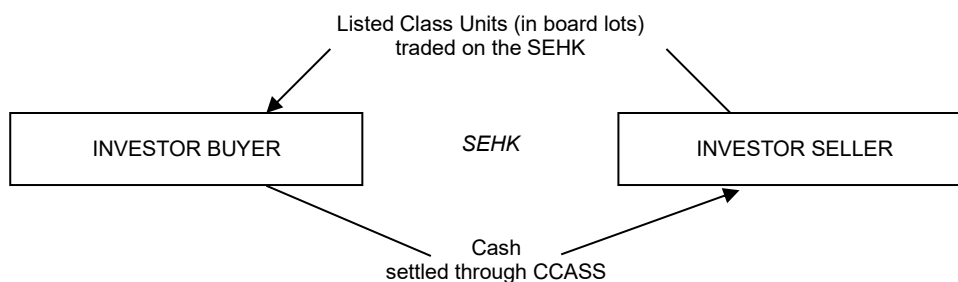 Listed Class Units (in board lots)
traded on the SEHK
INVESTOR BUYER
SEHK
INVESTOR SELLER
Cash
settled through CCASS